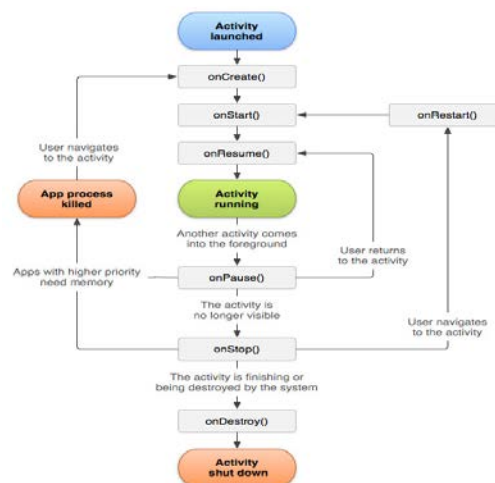 Activity
launched
onCreate()
onStart()
onRestart()
onResume()
User navigates
to the activity
App process
killed
Activity
running
Another activity comes
into the foreground
User returns
to the activity
Apps with higher priority
need memory
onPause()
The activity is
no longer visible
User navigates
to the activity
onStop()
The activity is finishing or
being destroyed by the system
onDestroy()
Activity
shut down